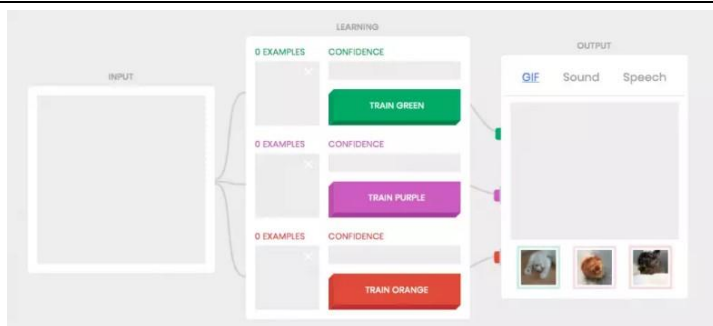 LEARNING
INPUT
OUTPUT
0 EXAMPLES CONFIDENCE
TRAIN GREEN
0 EXAMPLES CONFIDENCE
TRAIN PURPLE
0 EXAMPLES CONFIDENCE
TRAIN ORANGE
GIF Sound Speech